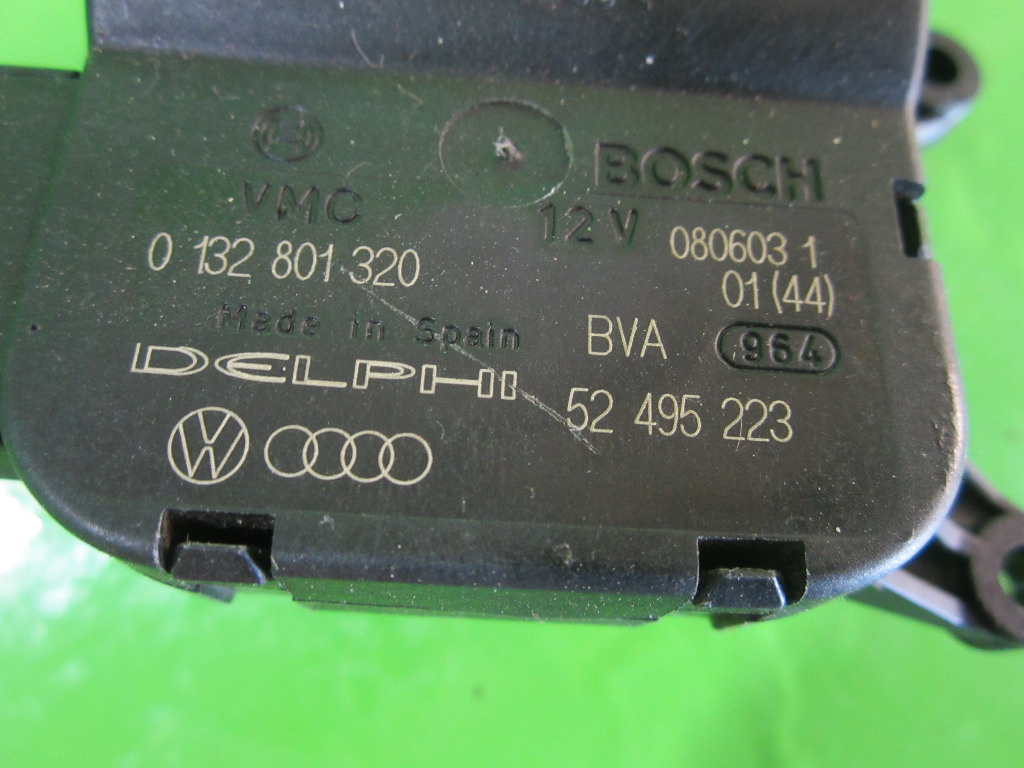 BOSCH
VMC
12 V
0 132 801 320
080603 1
01 (44)
Made in Spain
BVA
964
DELPHI
52 495 223